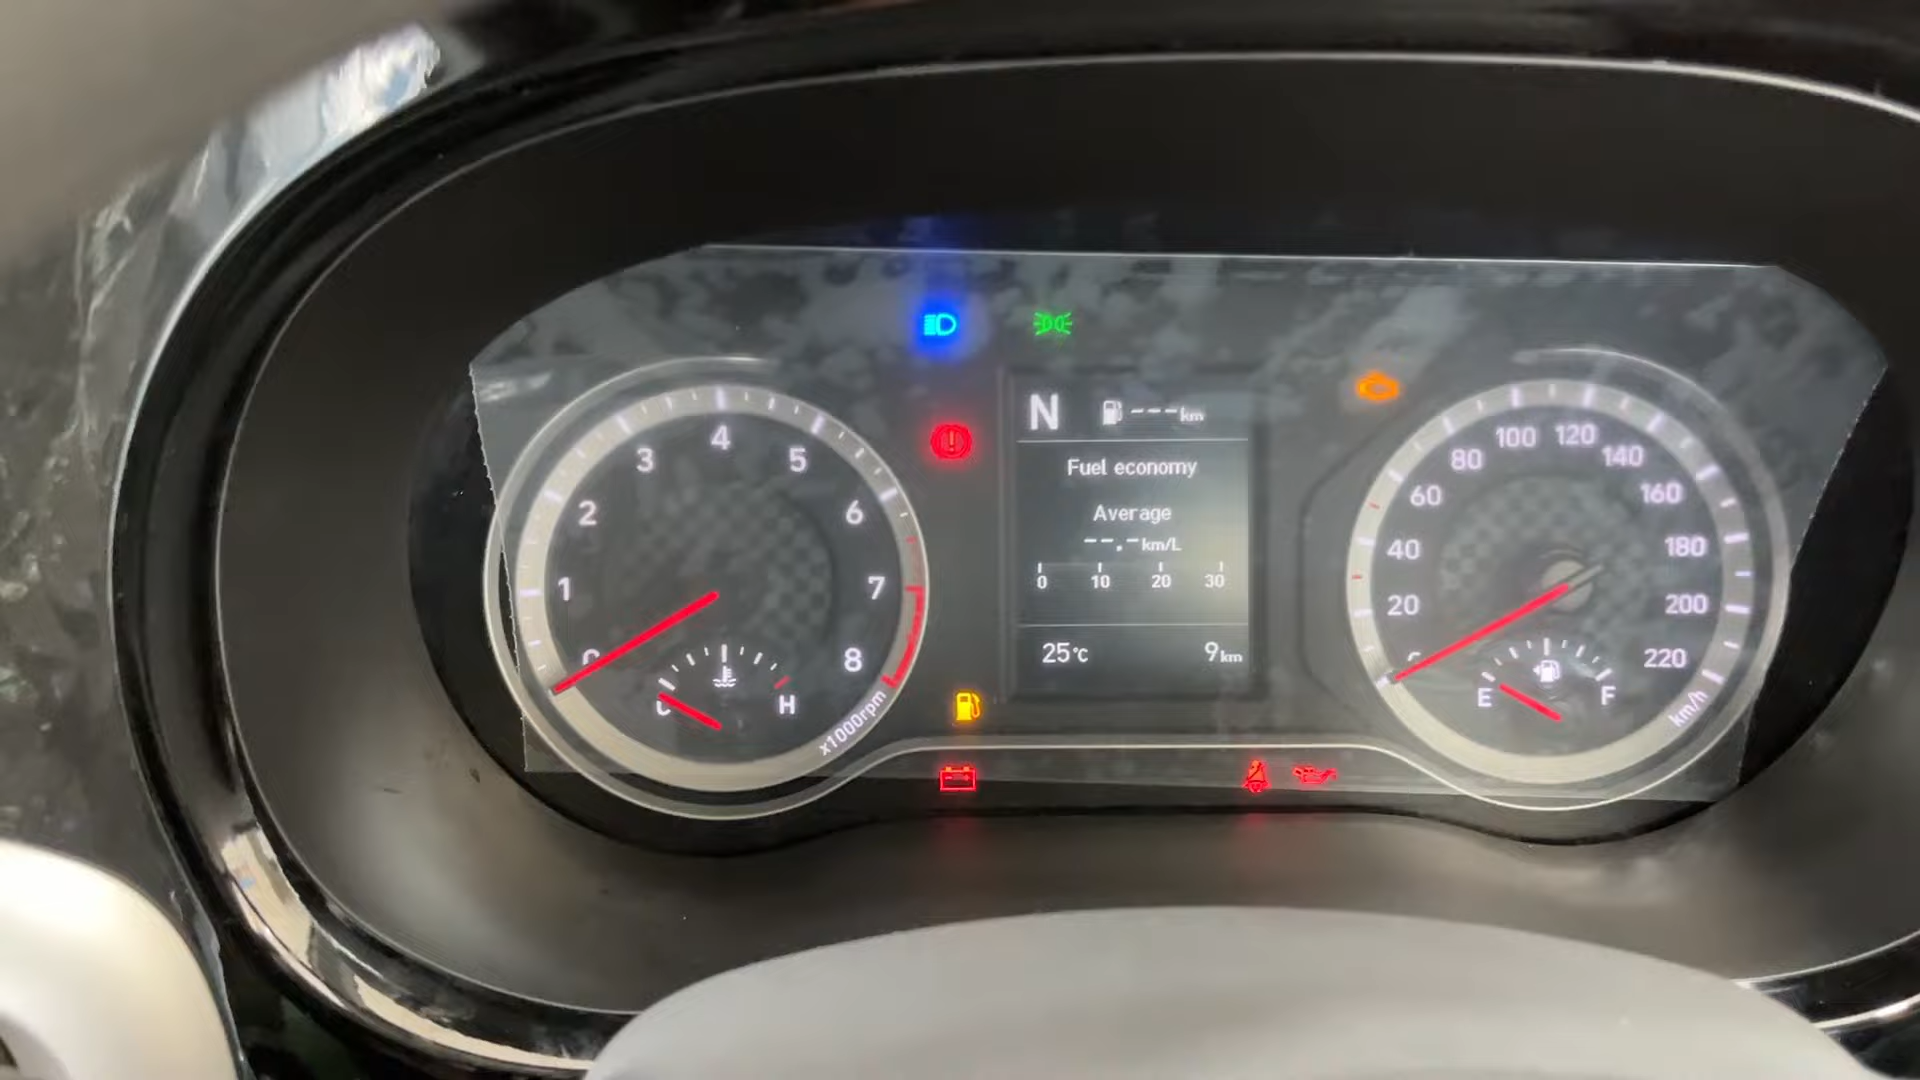 1
2
3
4
5
6
7
8
x1000rpm
C
H
N
---km
Fuel economy
Average
--.-km/L
0 10 20 30
25℃ 9km
20
40
60
80
100
120
140
160
180
200
220
km/h
E
F